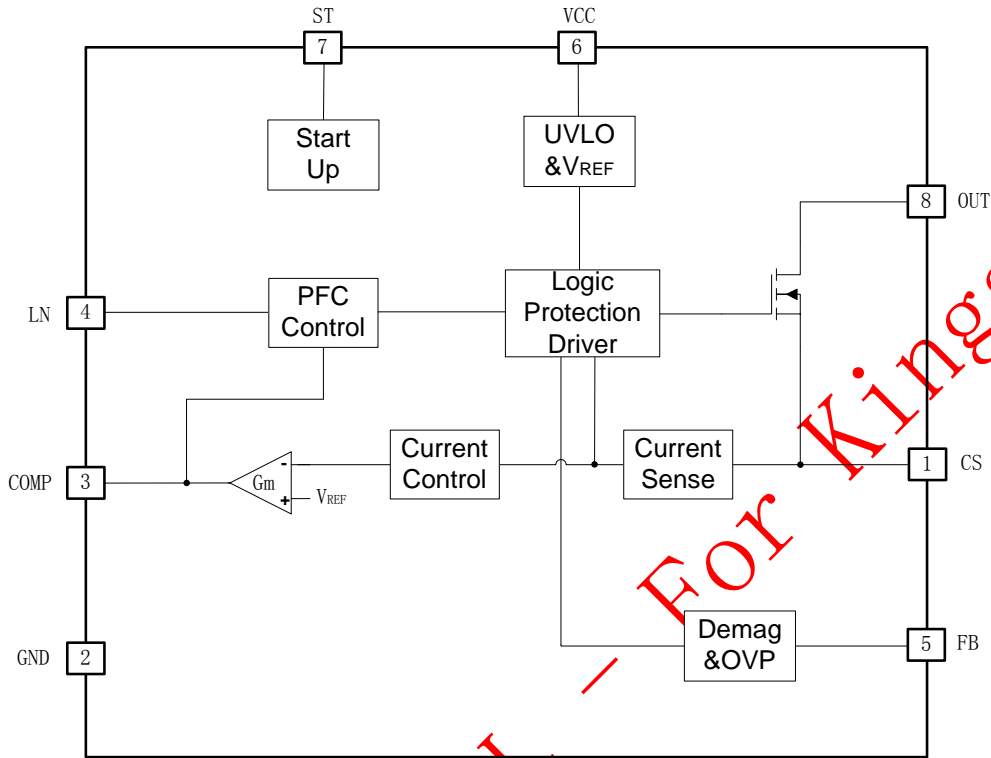 ST
VCC
7
6
Start
Up
UVLO
&VREF
8
OUT
LN
4
PFC
Control
Logic
Protection
Driver
COMP
3
Gm
-
+
VREF
Current
Control
Current
Sense
1
CS
GND
2
Demag
&OVP
5
FB
- For King